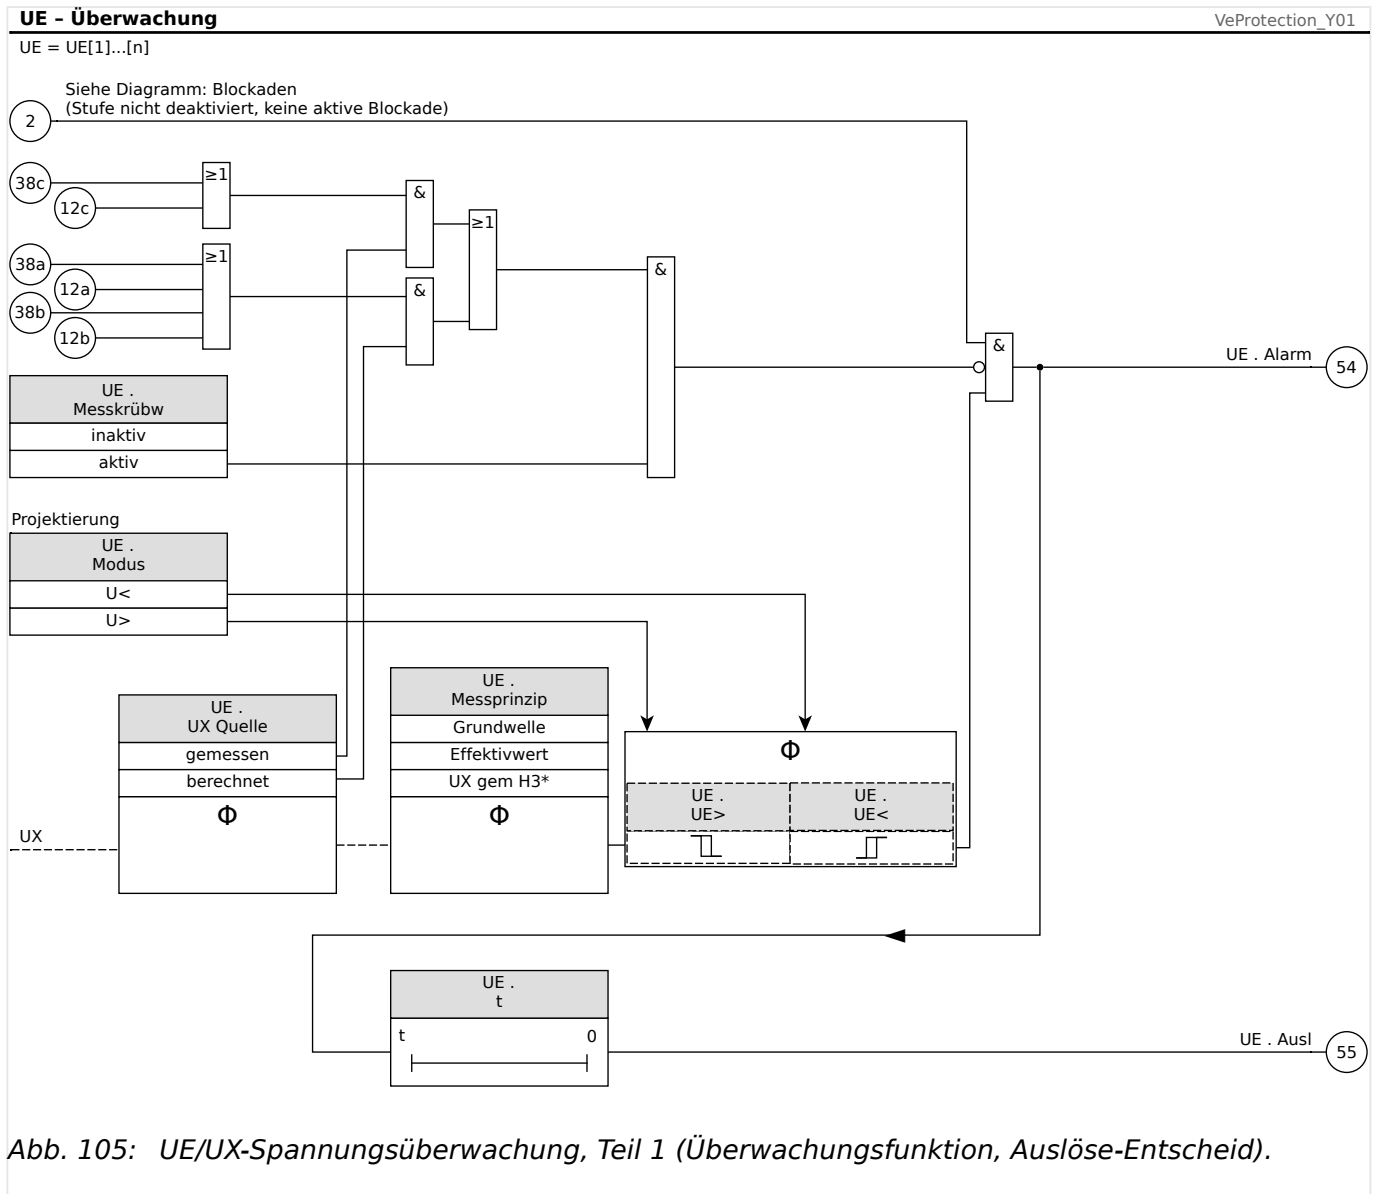 UE – Überwachung
VeProtection_Y01
UE = UE[1]...[n]
Siehe Diagramm: Blockaden
(Stufe nicht deaktiviert, keine aktive Blockade)
2
38c
12c
≥1
&
≥1
38a
12a
38b
12b
≥1
&
&
&
UE . Alarm
54
UE .
Messkrübw
inaktiv
aktiv
Projektierung
UE .
Modus
U<
U>
UE .
UX Quelle
gemessen
berechnet
Φ
UX
UE .
Messprinzip
Grundwelle
Effektivwert
UX gem H3*
Φ
Φ
UE .
UE>
UE .
UE<
UE .
t
t
0
UE . Ausl
55
Abb. 105: UE/UX-Spannungsüberwachung, Teil 1 (Überwachungsfunktion, Auslöse-Entscheid).